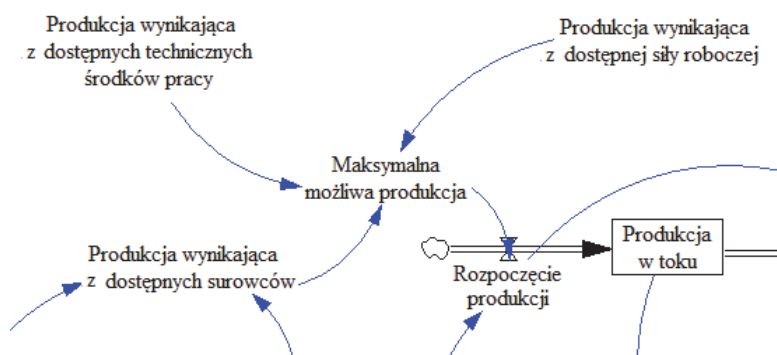 Produkcja wynikająca
z dostępnych technicznych
środków pracy
Produkcja wynikająca
z dostępnej siły roboczej
Maksymalna
możliwa produkcja
Produkcja wynikająca
z dostępnych surowców
Rozpoczęcie
produkcji
Produkcja
w toku